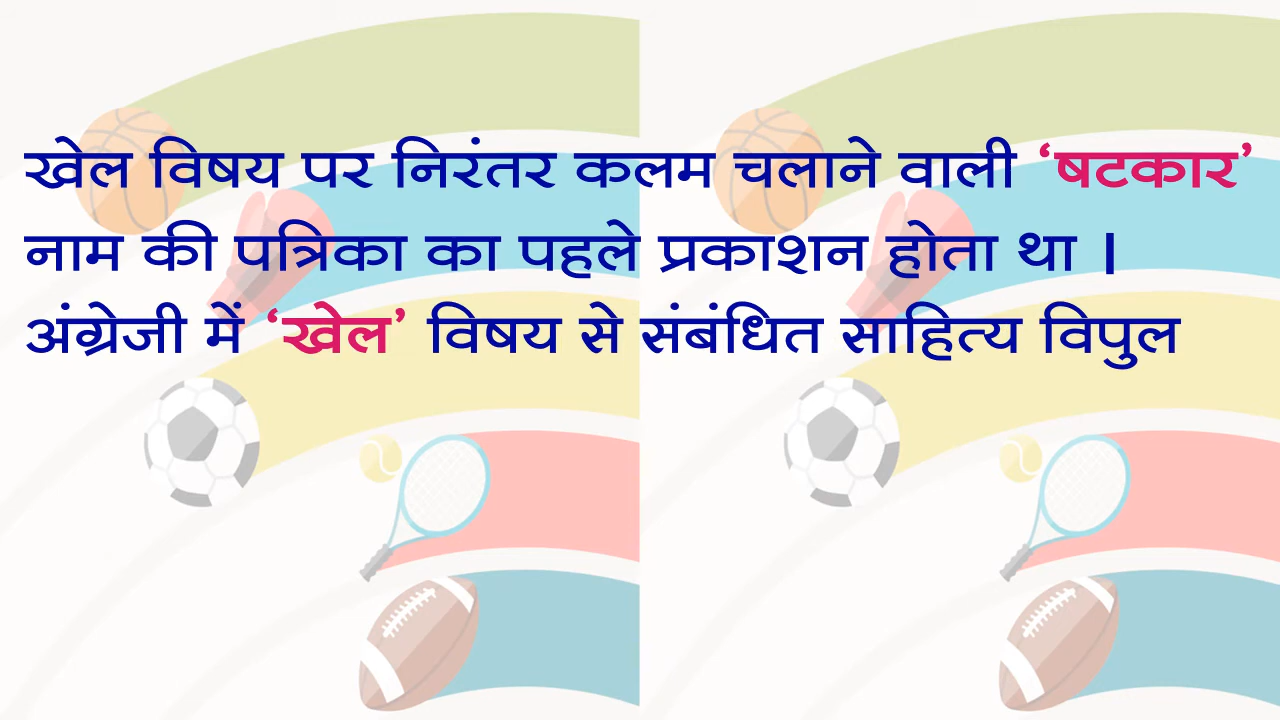 खेल विषय पर निरंतर कलम चलाने वाली ‘षटकार’
नाम की पत्रिका का पहले प्रकाशन होता था ।
अंग्रेजी में ‘खेल’ विषय से संबंधित साहित्य विपुल